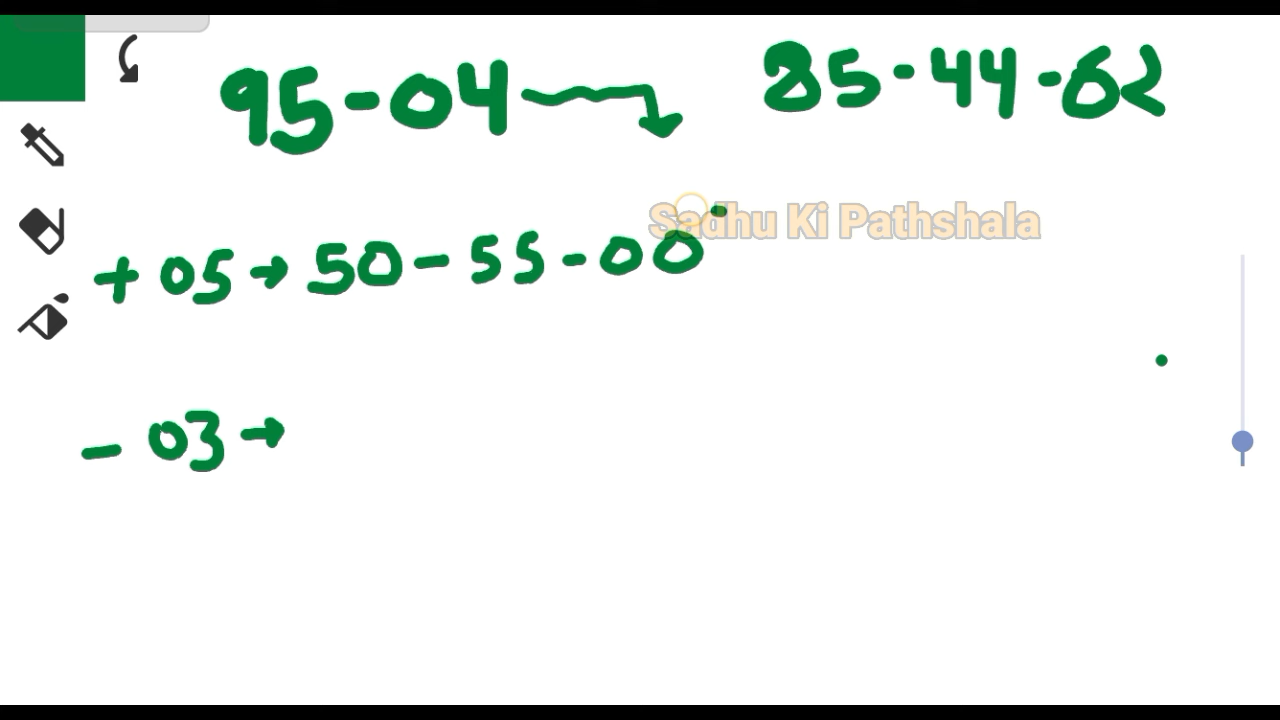 95-04 → 85-44-62
Sadhu Ki Pathshala
+ 05 → 50-55-00
- 03 →